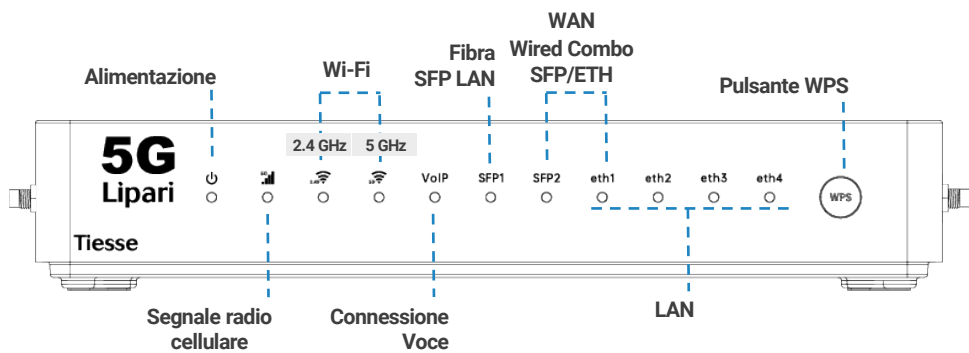 WAN
Wired Combo
SFP/ETH
Fibra
SFP LAN
Wi-Fi
Alimentazione
Pulsante WPS
2.4 GHz
5 GHz
5G
Lipari
VoIP
SFP1
SFP2
eth1
eth2
eth3
eth4
WPS
Tiesse
Segnale radio
cellulare
Connessione
Voce
LAN